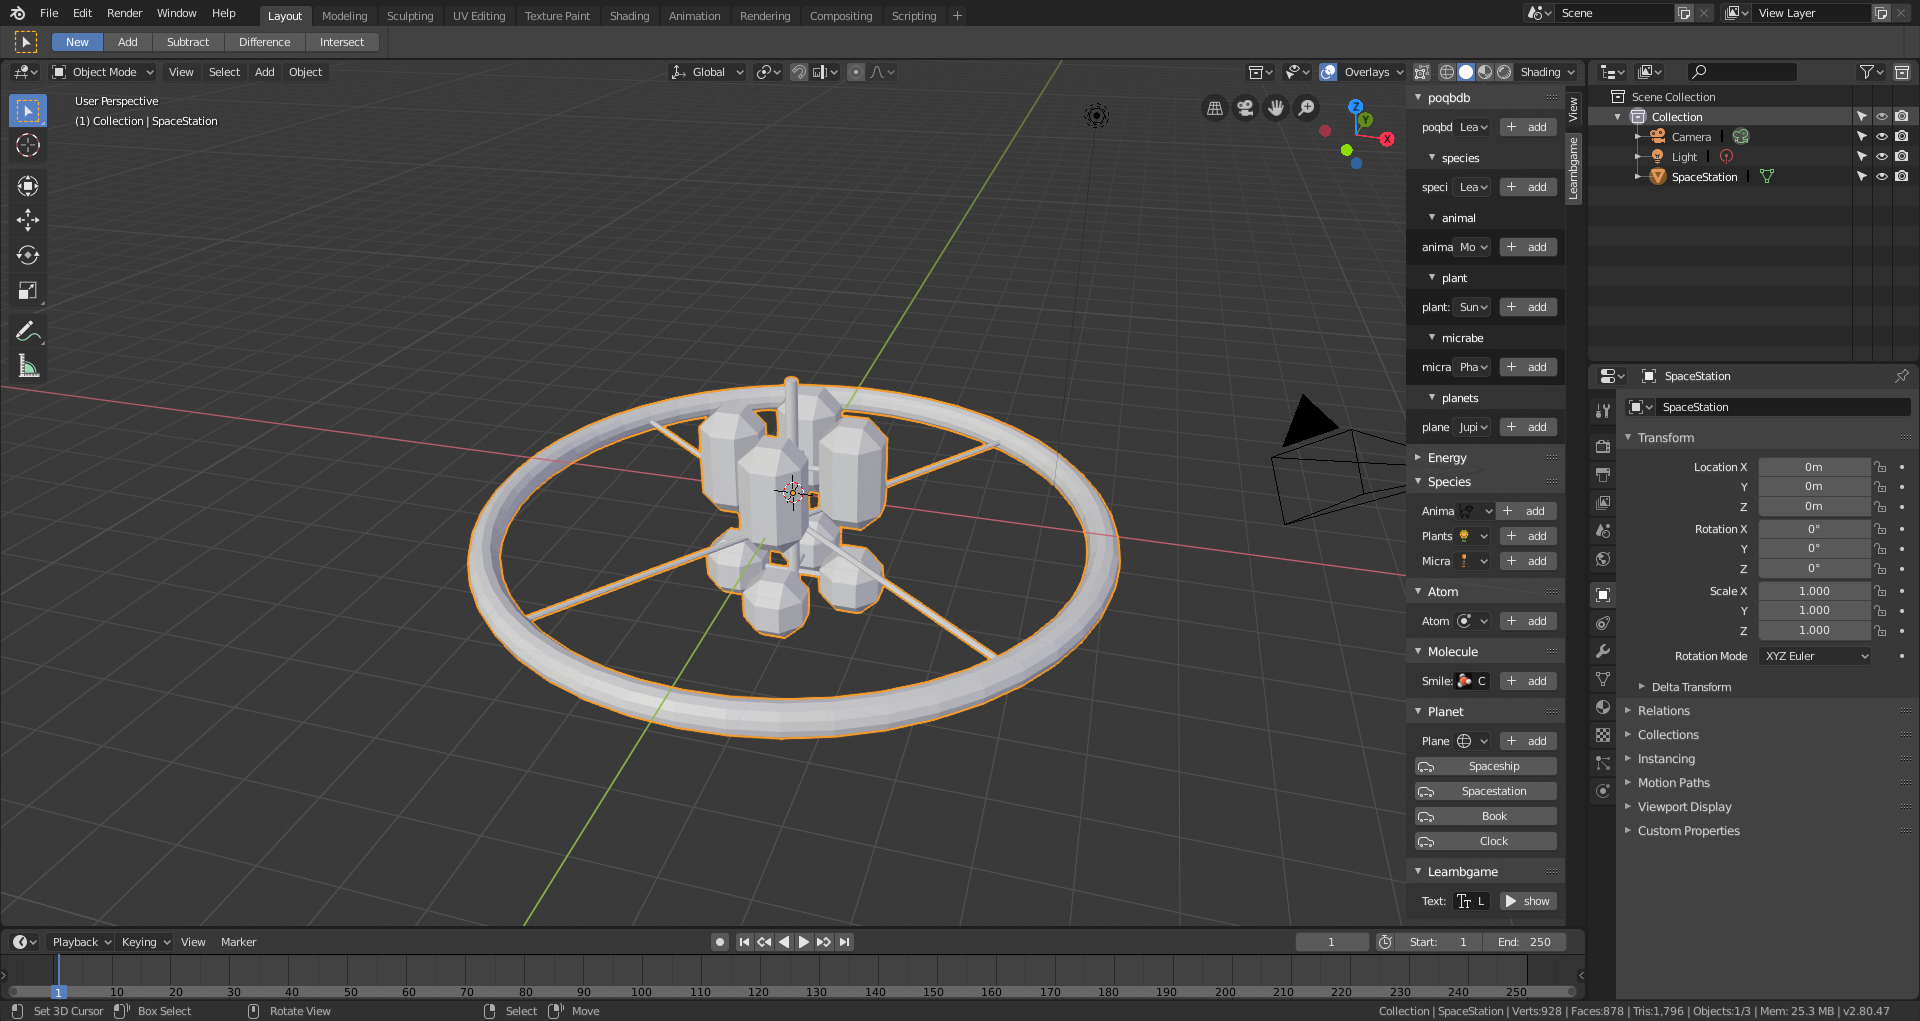 File Edit Render Window Help Layout Modeling Sculpting UV Editing Texture Paint Shading Animation Rendering Compositing Scripting + Scene View Layer
New Add Subtract Difference Intersect
Object Mode View Select Add Object Global Overlays Shading
User Perspective
(1) Collection | SpaceStation
Z
Y
X
View
Learnbgame
poqbdb
poqbd Lea + add
species
speci Lea + add
animal
anima Mo + add
plant
plant: Sun + add
micrabe
micra Pha + add
planets
plane Jupi + add
Energy
Species
Anima + add
Plants + add
Micra + add
Atom
Atom + add
Molecule
Smile: C + add
Planet
Plane + add
Spaceship
Spacestation
Book
Clock
Learnbgame
Text: L show
Scene Collection
Collection
Camera
Light
SpaceStation
SpaceStation
SpaceStation
Transform
Location X 0m
Y 0m
Z 0m
Rotation X 0°
Y 0°
Z 0°
Scale X 1.000
Y 1.000
Z 1.000
Rotation Mode XYZ Euler
Delta Transform
Relations
Collections
Instancing
Motion Paths
Viewport Display
Custom Properties
Playback Keying View Marker 1 Start: 1 End: 250
1 10 20 30 40 50 60 70 80 90 100 110 120 130 140 150 160 170 180 190 200 210 220 230 240 250
Set 3D Cursor Box Select Rotate View Select Move Collection | SpaceStation | Verts:928 | Faces:878 | Tris:1,796 | Objects:1/3 | Mem: 25.3 MB | v2.80.47